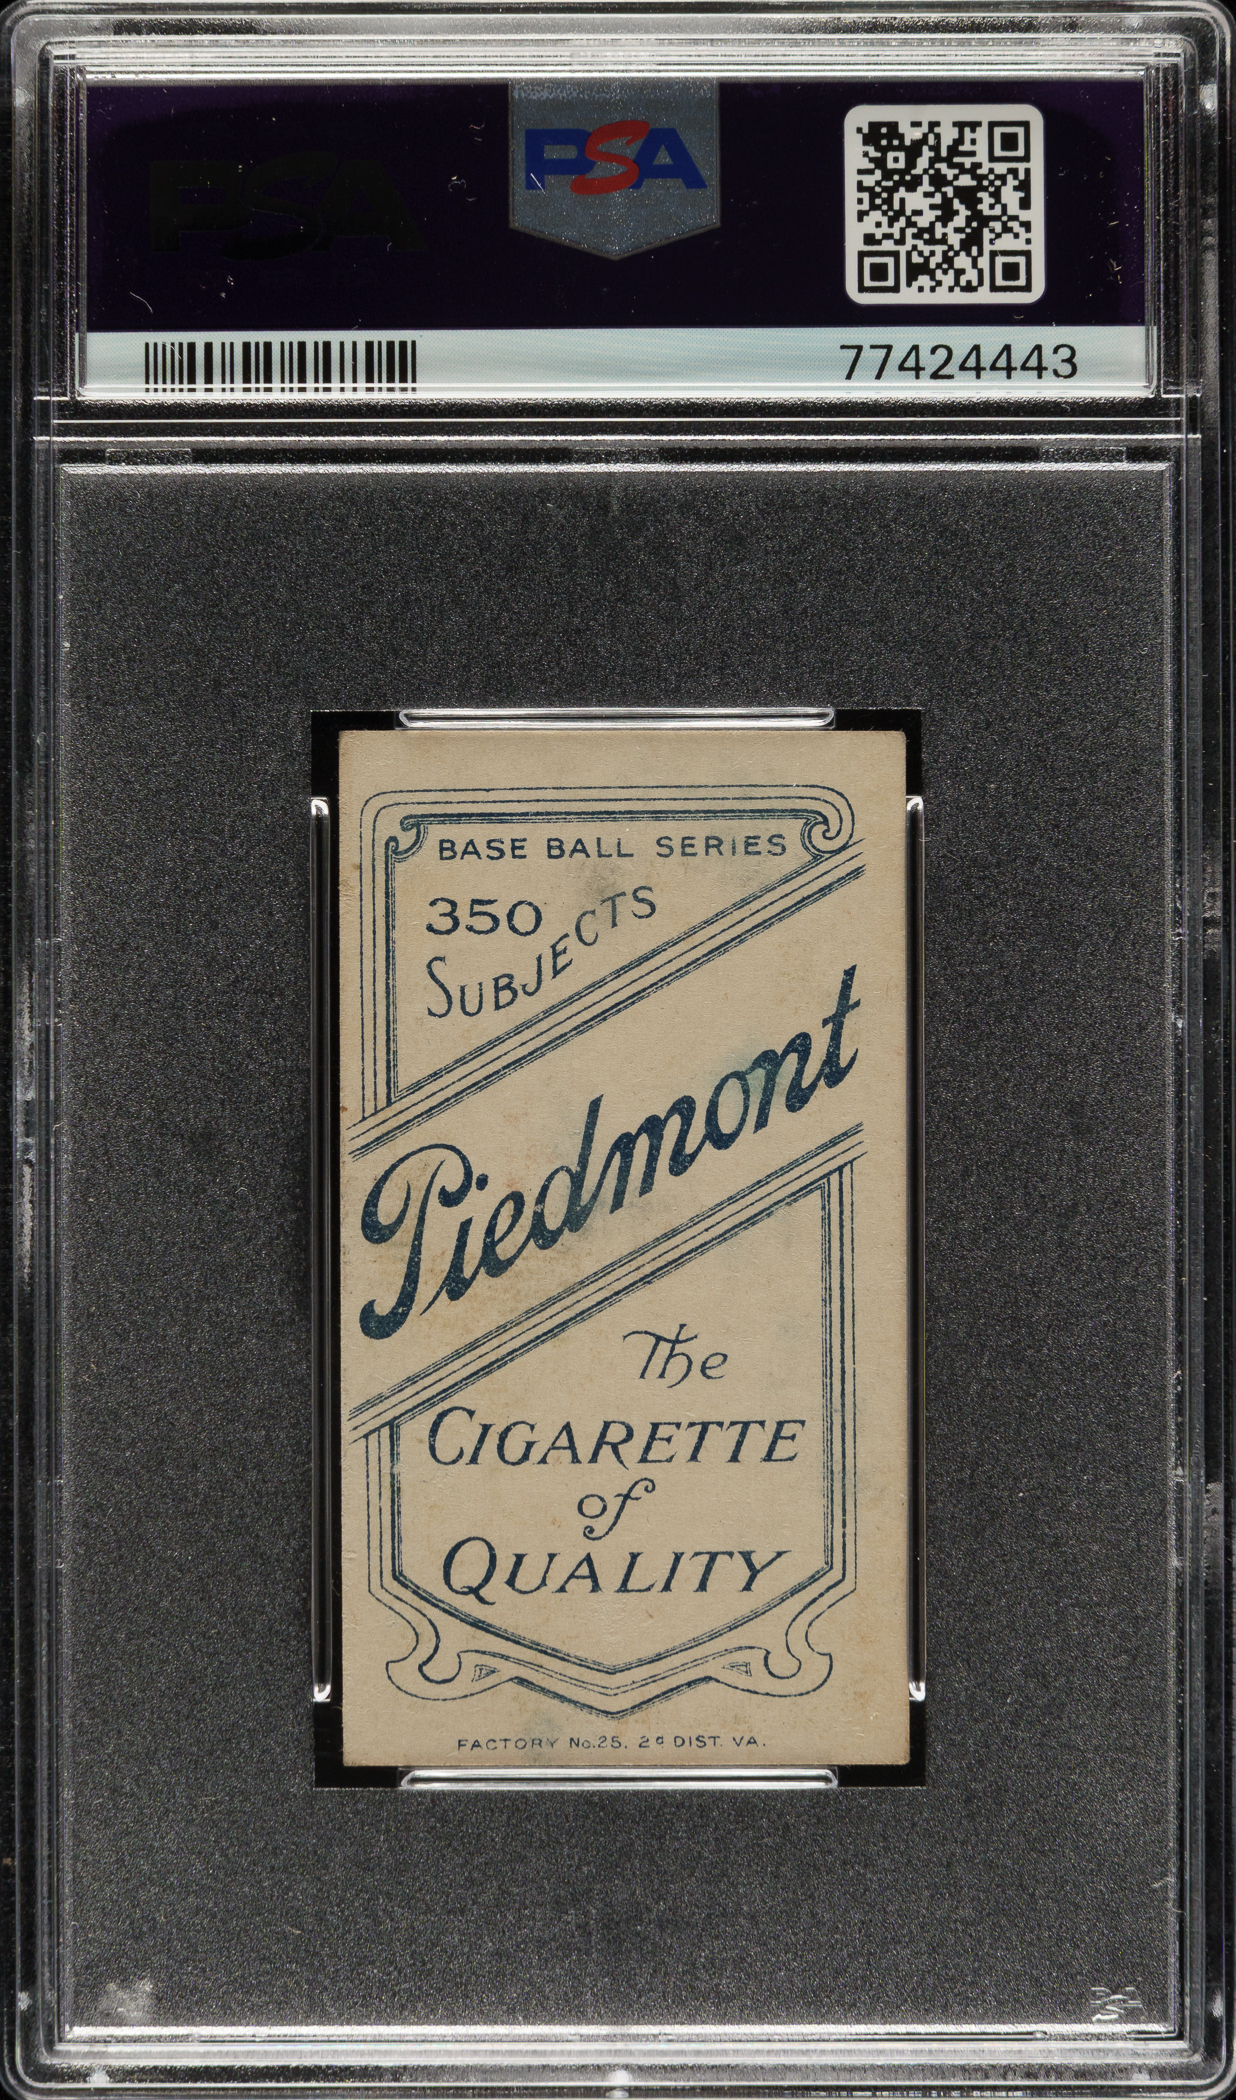 PSA
PSA
77424443
BASE BALL SERIES
350
SUBJECTS
Piedmont
The
CIGARETTE
of
QUALITY
FACTORY No. 25. 2d DIST. VA.